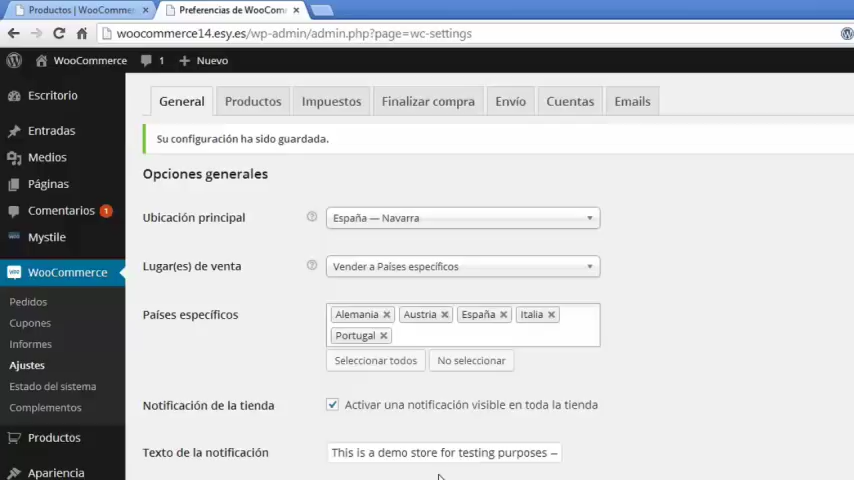 Productos | WooComme
Preferencias de WooCom
woocommerce14.esy.es/wp-admin/admin.php?page=wc-settings
WooCommerce 1 + Nuevo
Escritorio
Entradas
Medios
Páginas
Comentarios 1
Mystile
WooCommerce
Pedidos
Cupones
Informes
Ajustes
Estado del sistema
Complementos
Productos
Apariencia
General Productos Impuestos Finalizar compra Envío Cuentas Emails
Su configuración ha sido guardada.
Opciones generales
Ubicación principal España — Navarra
Lugar(es) de venta Vender a Países específicos
Países específicos Alemania Austria España Italia
Portugal
Seleccionar todos No seleccionar
Notificación de la tienda Activar una notificación visible en toda la tienda
Texto de la notificación This is a demo store for testing purposes —